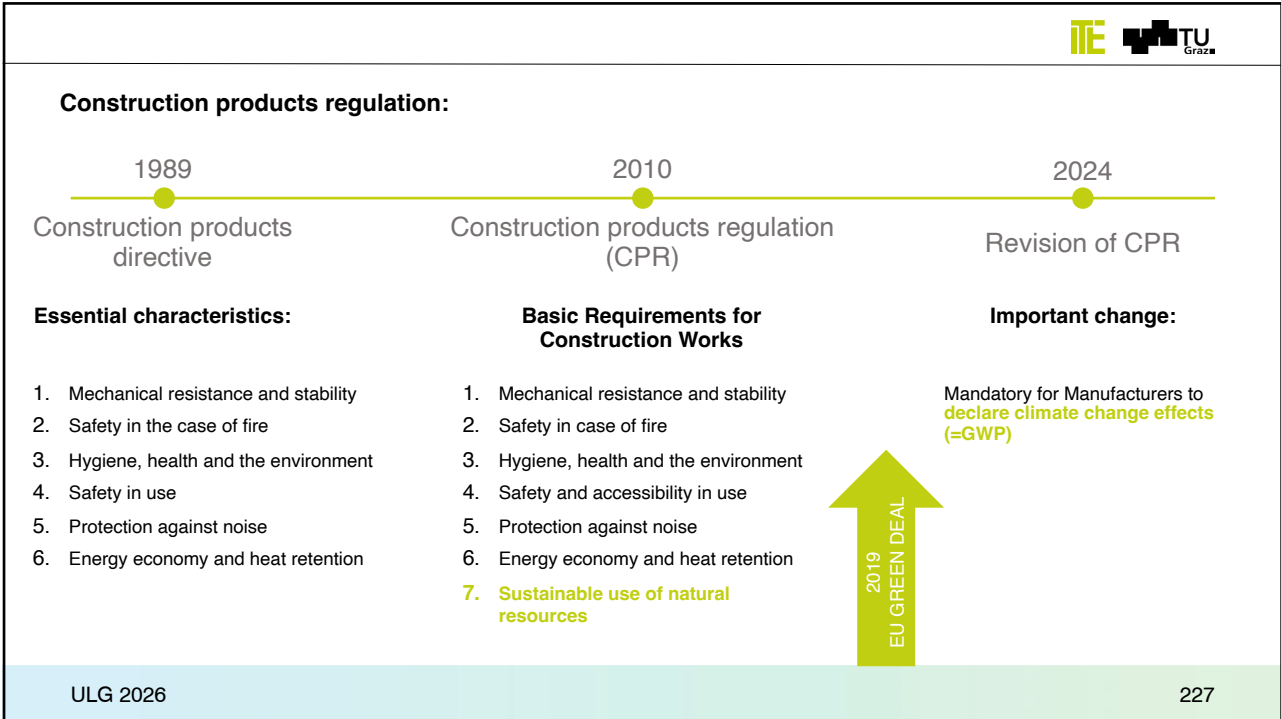 iTE TU
Graz
Construction products regulation:
1989
Construction products
directive
2010
Construction products regulation
(CPR)
2024
Revision of CPR
Essential characteristics:
1. Mechanical resistance and stability
2. Safety in the case of fire
3. Hygiene, health and the environment
4. Safety in use
5. Protection against noise
6. Energy economy and heat retention
Basic Requirements for
Construction Works
1. Mechanical resistance and stability
2. Safety in case of fire
3. Hygiene, health and the environment
4. Safety and accessibility in use
5. Protection against noise
6. Energy economy and heat retention
7. Sustainable use of natural
resources
2019
EU GREEN DEAL
Important change:
Mandatory for Manufacturers to
declare climate change effects
(=GWP)
ULG 2026
227